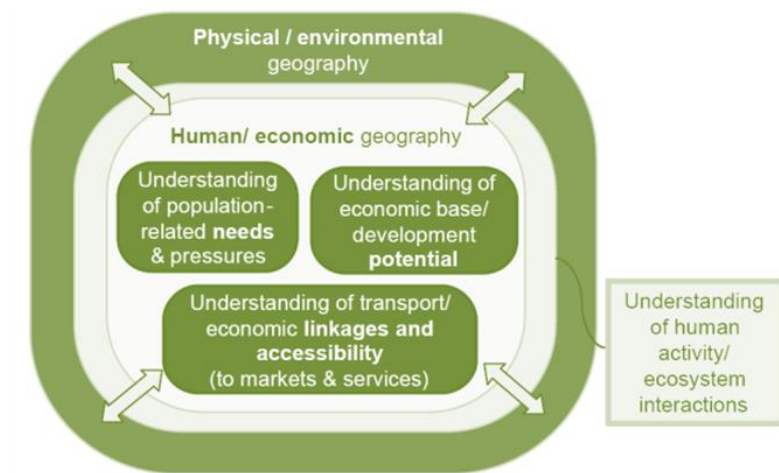 Physical / environmental
geography
Human/ economic geography
Understanding
of population-
related needs
& pressures
Understanding of
economic base/
development
potential
Understanding of transport/
economic linkages and
accessibility
(to markets & services)
Understanding
of human
activity/
ecosystem
interactions